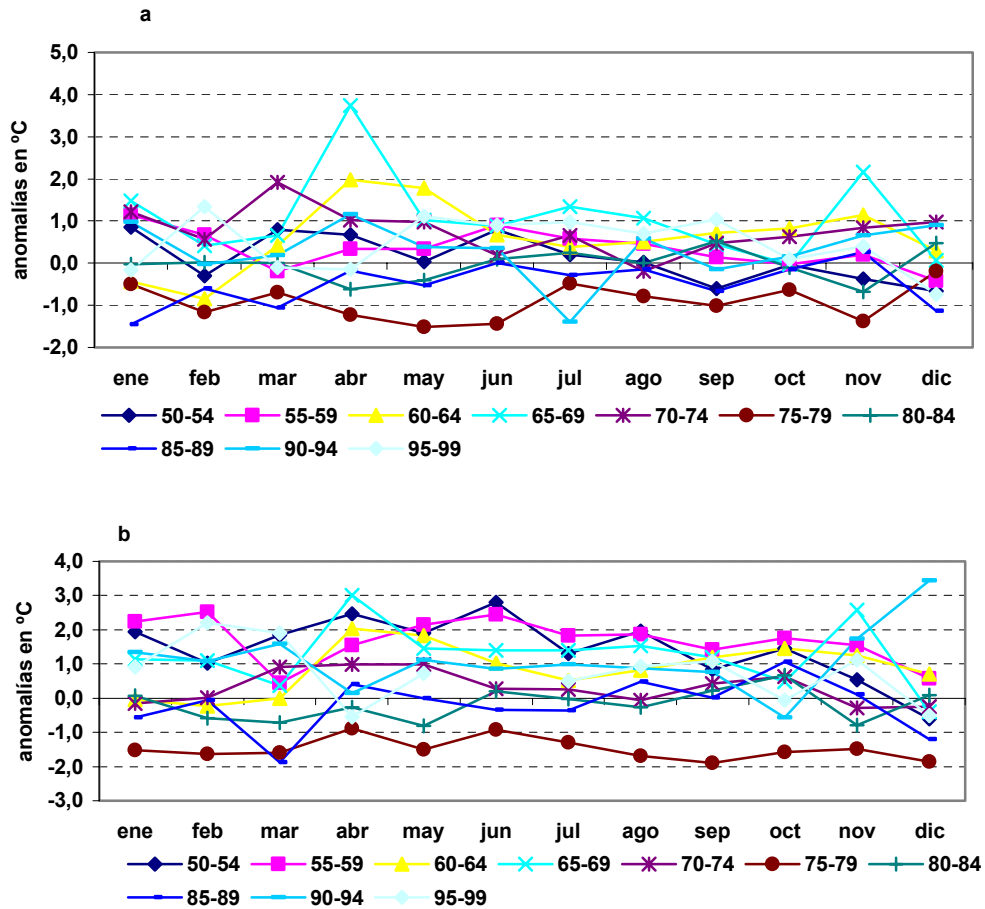 a
5,0
4,0
3,0
2,0
1,0
0,0
-1,0
-2,0
anomalías en ºC
ene feb mar abr may jun jul ago sep oct nov dic
50-54 55-59 60-64 65-69 70-74 75-79 80-84
85-89 90-94 95-99
b
4,0
3,0
2,0
1,0
0,0
-1,0
-2,0
-3,0
anomalías en ºC
ene feb mar abr may jun jul ago sep oct nov dic
50-54 55-59 60-64 65-69 70-74 75-79 80-84
85-89 90-94 95-99